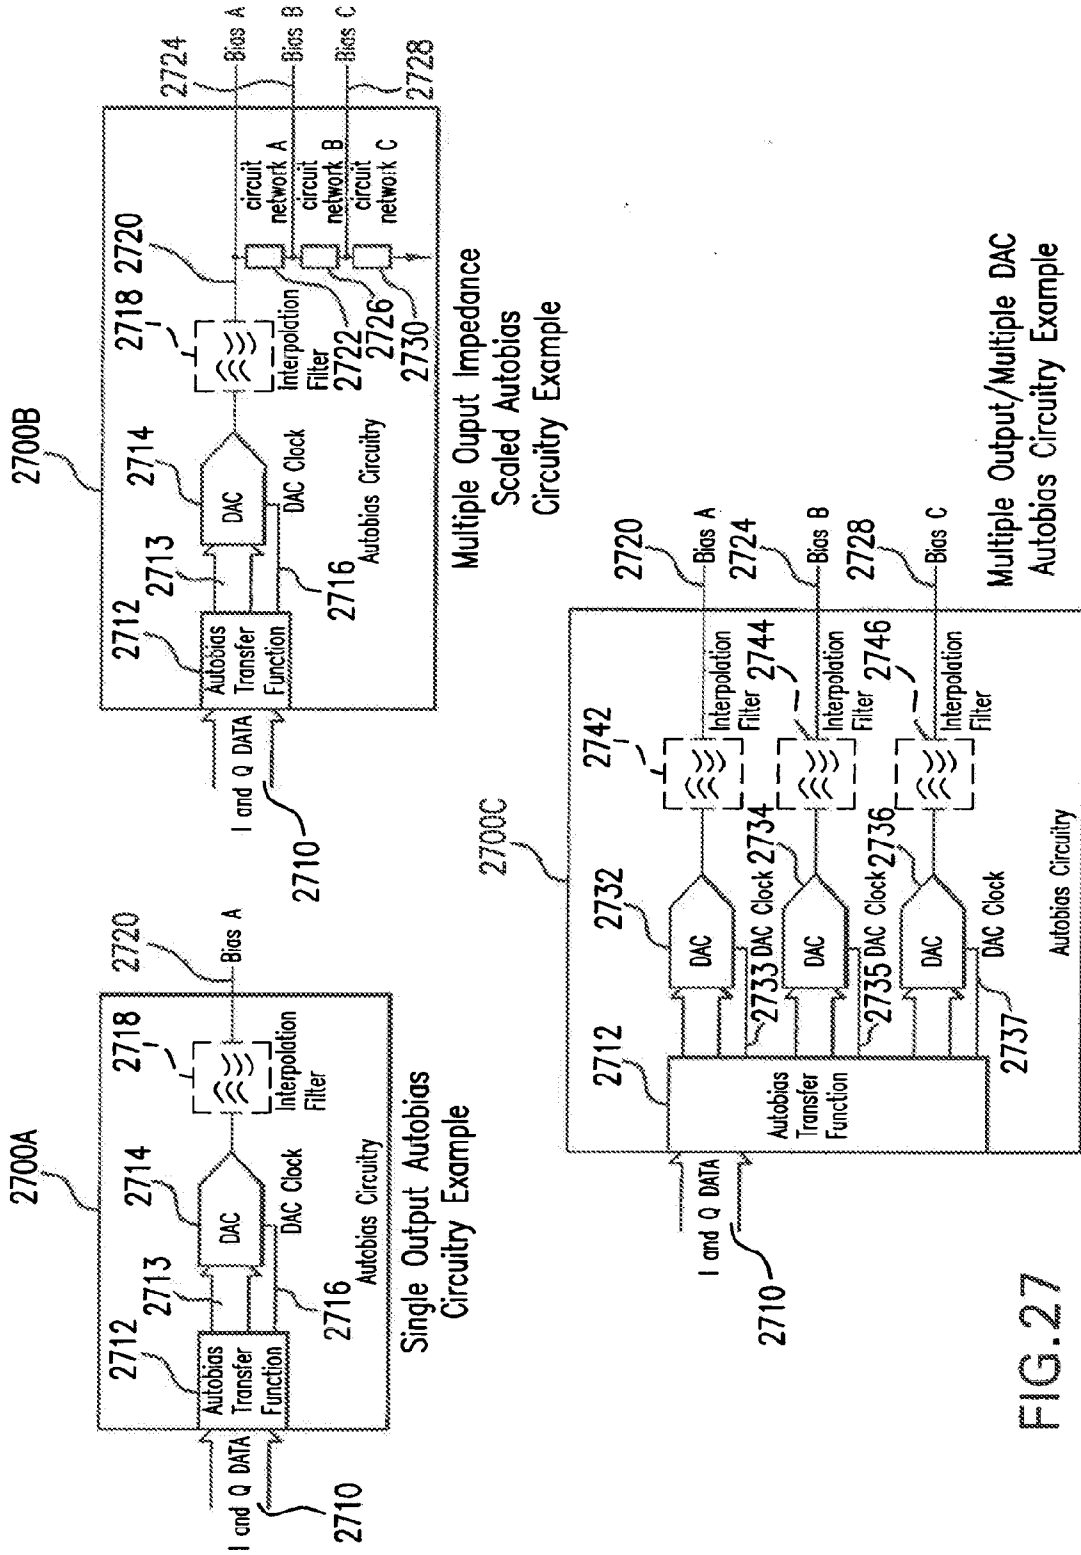 2700A
2712
2713
2714
2718
2720
I and Q DATA
Autobias
Transfer
Function
DAC
Interpolation
Filter
Bias A
DAC Clock
2710
2716
Autobias Circuitry
Single Output Autobias
Circuitry Example
2700B
2712
2713
2714
2718
2720
2724
I and Q DATA
Autobias
Transfer
Function
DAC
Interpolation
Filter
Bias A
Bias B
Bias C
circuit
network A
circuit
network B
circuit
network C
DAC Clock
2710
2716
2722
2726
2730
2728
Autobias Circuitry
Multiple Ouput Impedance
Scaled Autobias
Circuitry Example
2700C
2712
2732
2742
2720
I and Q DATA
2710
Autobias
Transfer
Function
DAC
Interpolation
Filter
Bias A
2733
DAC Clock
2734
2744
2724
DAC
Interpolation
Filter
Bias B
2735
DAC Clock
2736
2746
2728
DAC
Interpolation
Filter
Bias C
2737
DAC Clock
Autobias Circuitry
Multiple Output/Multiple DAC
Autobias Circuitry Example
FIG.27